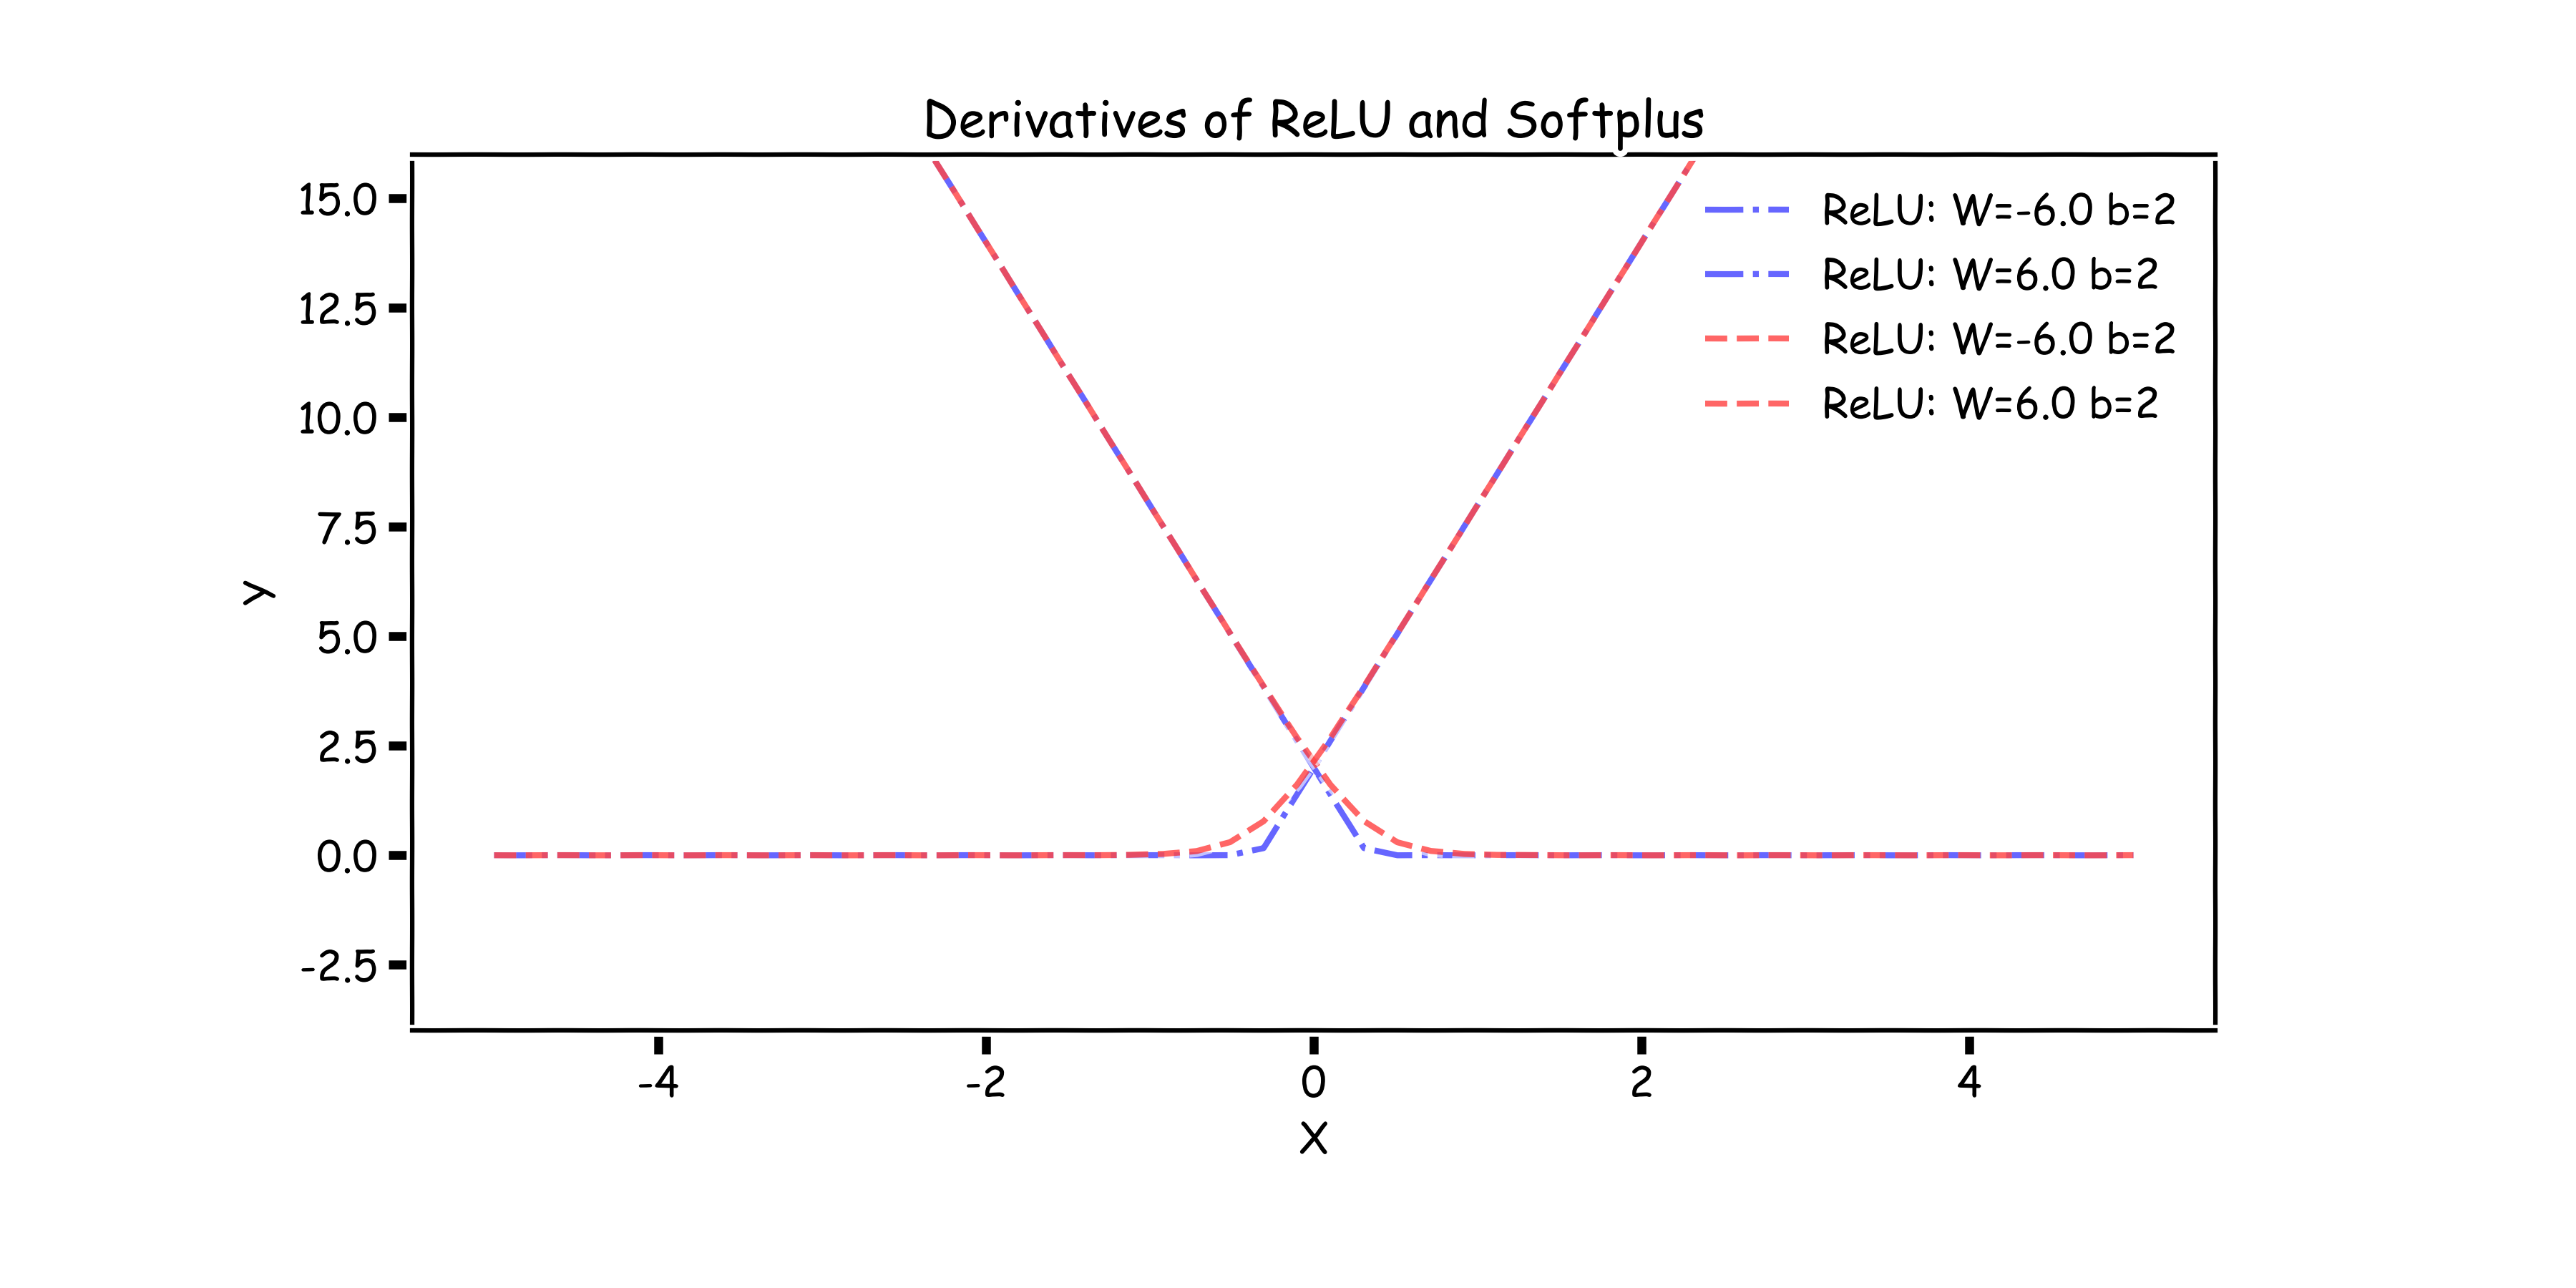 Derivatives of ReLU and Softplus
15.0
12.5
10.0
7.5
5.0
2.5
0.0
-2.5
y
ReLU: W=-6.0 b=2
ReLU: W=6.0 b=2
ReLU: W=-6.0 b=2
ReLU: W=6.0 b=2
-4
-2
0
2
4
X